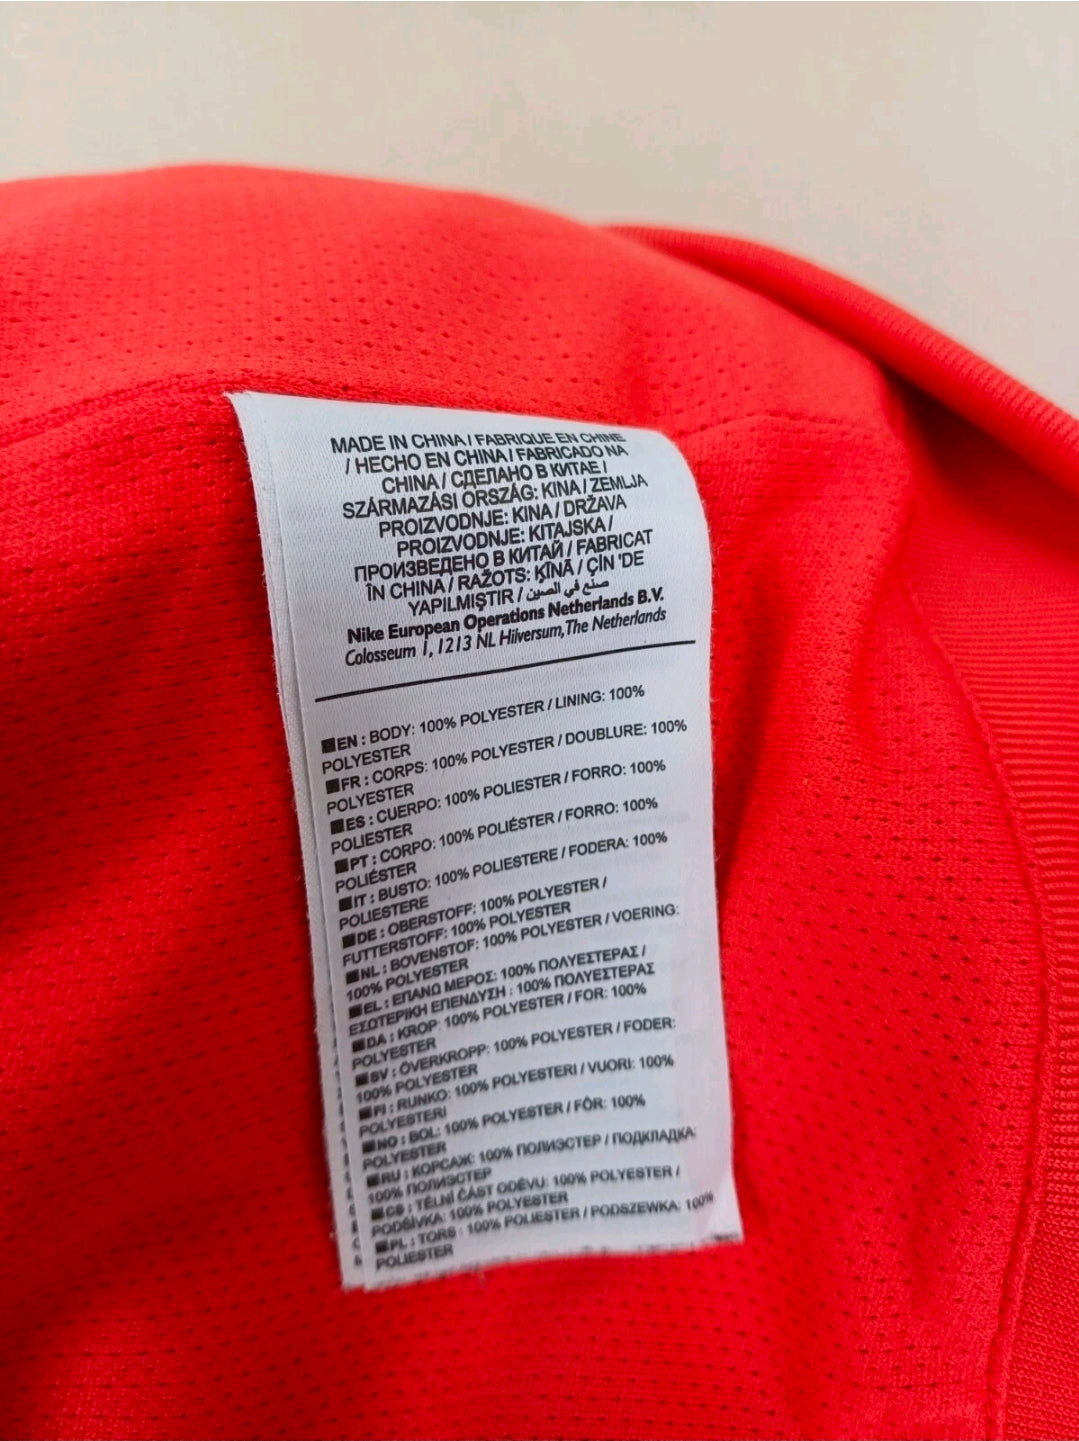 MADE IN CHINA / FABRIQUE EN CHINE
/ HECHO EN CHINA / FABRICADO NA
CHINA / СДЕЛАНО В КИТАЕ /
SZÁRMAZÁSI ORSZÁG: KINA / ZEMLJA
PROIZVODNJE: KINA / DRŽAVA
PROIZVODNJE: KITAJSKA /
ПРОИЗВЕДЕНО В КИТАЙ / FABRICAT
ÎN CHINA / RAŽOTS: ĶĪNĀ / ÇİN 'DE
YAPILMIŞTIR / صنع في الصين
Nike European Operations Netherlands B.V.
Colosseum 1, 1213 NL Hilversum, The Netherlands
EN : BODY: 100% POLYESTER / LINING: 100%
POLYESTER
FR : CORPS: 100% POLYESTER / DOUBLURE: 100%
POLYESTER
ES : CUERPO: 100% POLIESTER / FORRO: 100%
POLIESTER
PT : CORPO: 100% POLIÉSTER / FORRO: 100%
POLIÉSTER
IT : BUSTO: 100% POLIESTERE / FODERA: 100%
POLIESTERE
DE : OBERSTOFF: 100% POLYESTER /
FUTTERSTOFF: 100% POLYESTER
NL : BOVENSTOF: 100% POLYESTER / VOERING:
100% POLYESTER
EL : ΕΠΑΝΩ ΜΕΡΟΣ: 100% ΠΟΛΥΕΣΤΕΡΑΣ /
ΕΣΩΤΕΡΙΚΗ ΕΠΕΝΔΥΣΗ : 100% ΠΟΛΥΕΣΤΕΡΑΣ
DA : KROP: 100% POLYESTER / FOR: 100%
POLYESTER
SV : ÖVERKROPP: 100% POLYESTER / FODER:
100% POLYESTER
FI : RUNKO: 100% POLYESTERI / VUORI: 100%
POLYESTERI
NO : BOL: 100% POLYESTER / FÔR: 100%
POLYESTER
RU : КОРСАЖ: 100% ПОЛИЭСТЕР / ПОДКЛАДКА:
100% ПОЛИЭСТЕР
CS : TĚLNÍ ČÁST ODĚVU: 100% POLYESTER /
PODŠÍVKA: 100% POLYESTER
PL : TORS : 100% POLIESTER / PODSZEWKA: 100%
POLIESTER